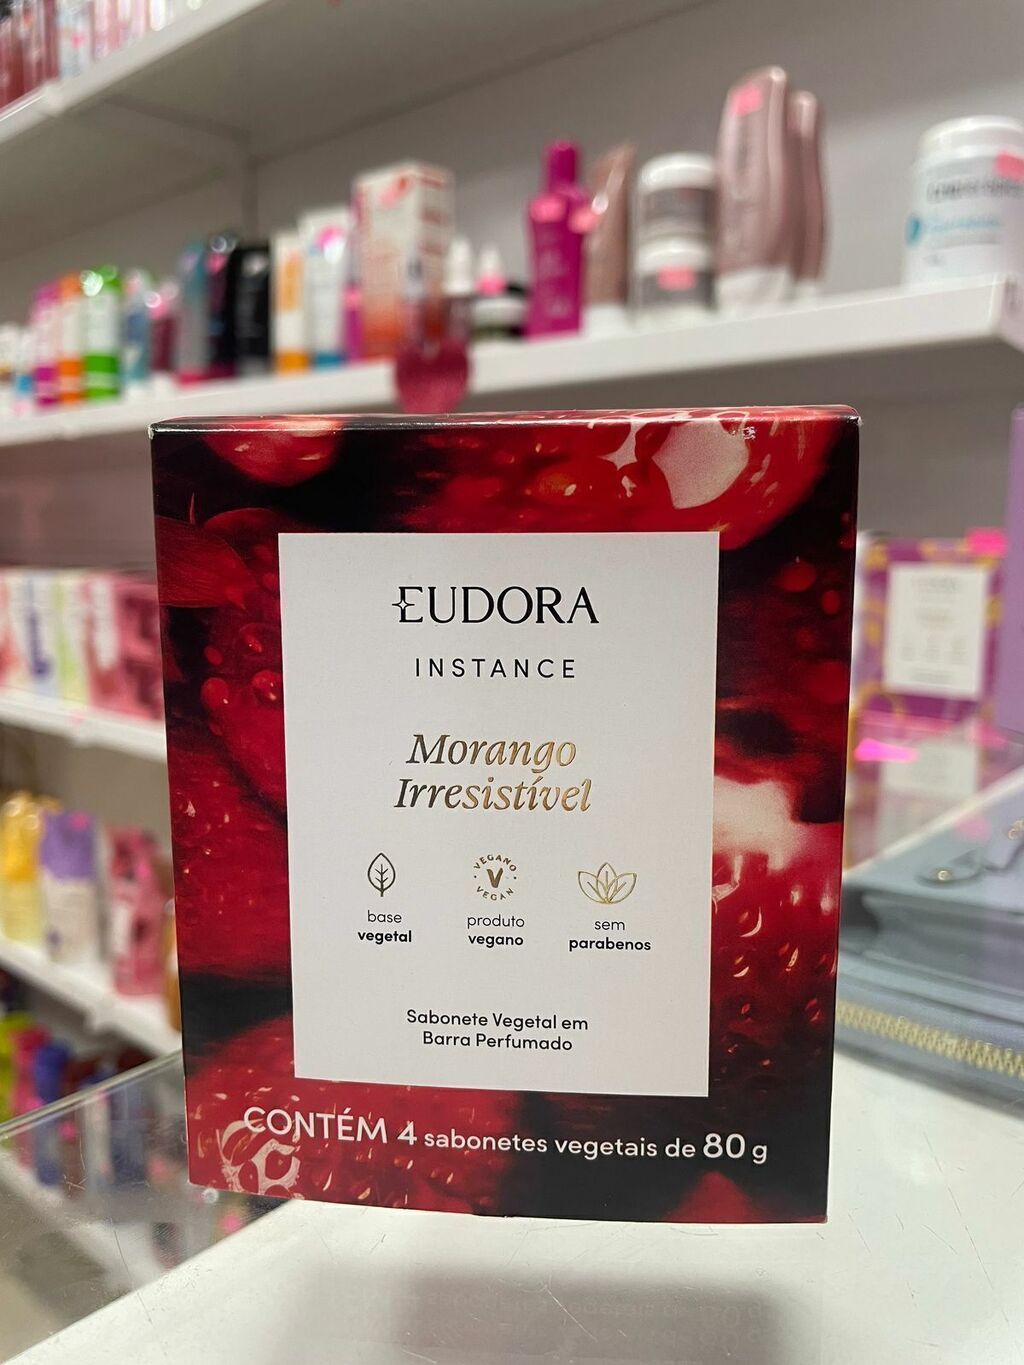 EUDORA
INSTANCE
Morango
Irresistível
VEGANO
V
VEGAN
base
vegetal
produto
vegano
sem
parabenos
Sabonete Vegetal em
Barra Perfumado
CONTÉM 4 sabonetes vegetais de 80 g